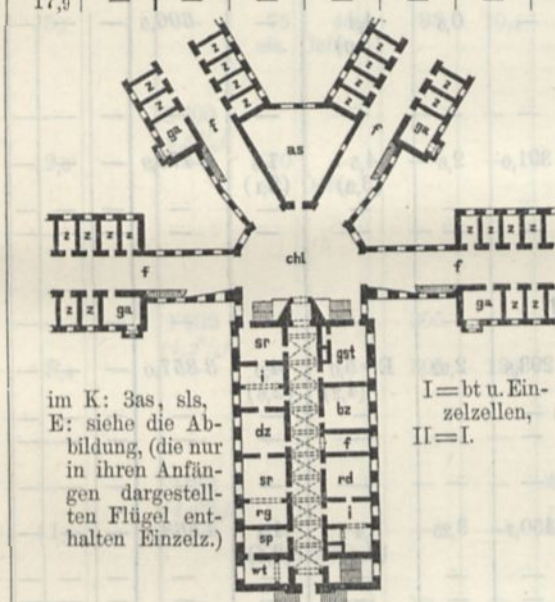 17,9
z z
z z
z z
z z
z z
z z
z z
ga f f ga
as
z z z z
z z z z
chl
f f
z z ga
ga z z
sr
gst
i
bz
dz
f
sr
rd
rg
i
sp
wt
im K: 3as, sls,
E: siehe die Ab-
bildung, (die nur
in ihren Anfän-
gen dargestell-
ten Flügel ent-
halten Einzelz.)
I=bt u. Ein-
zelzellen,
II=I.